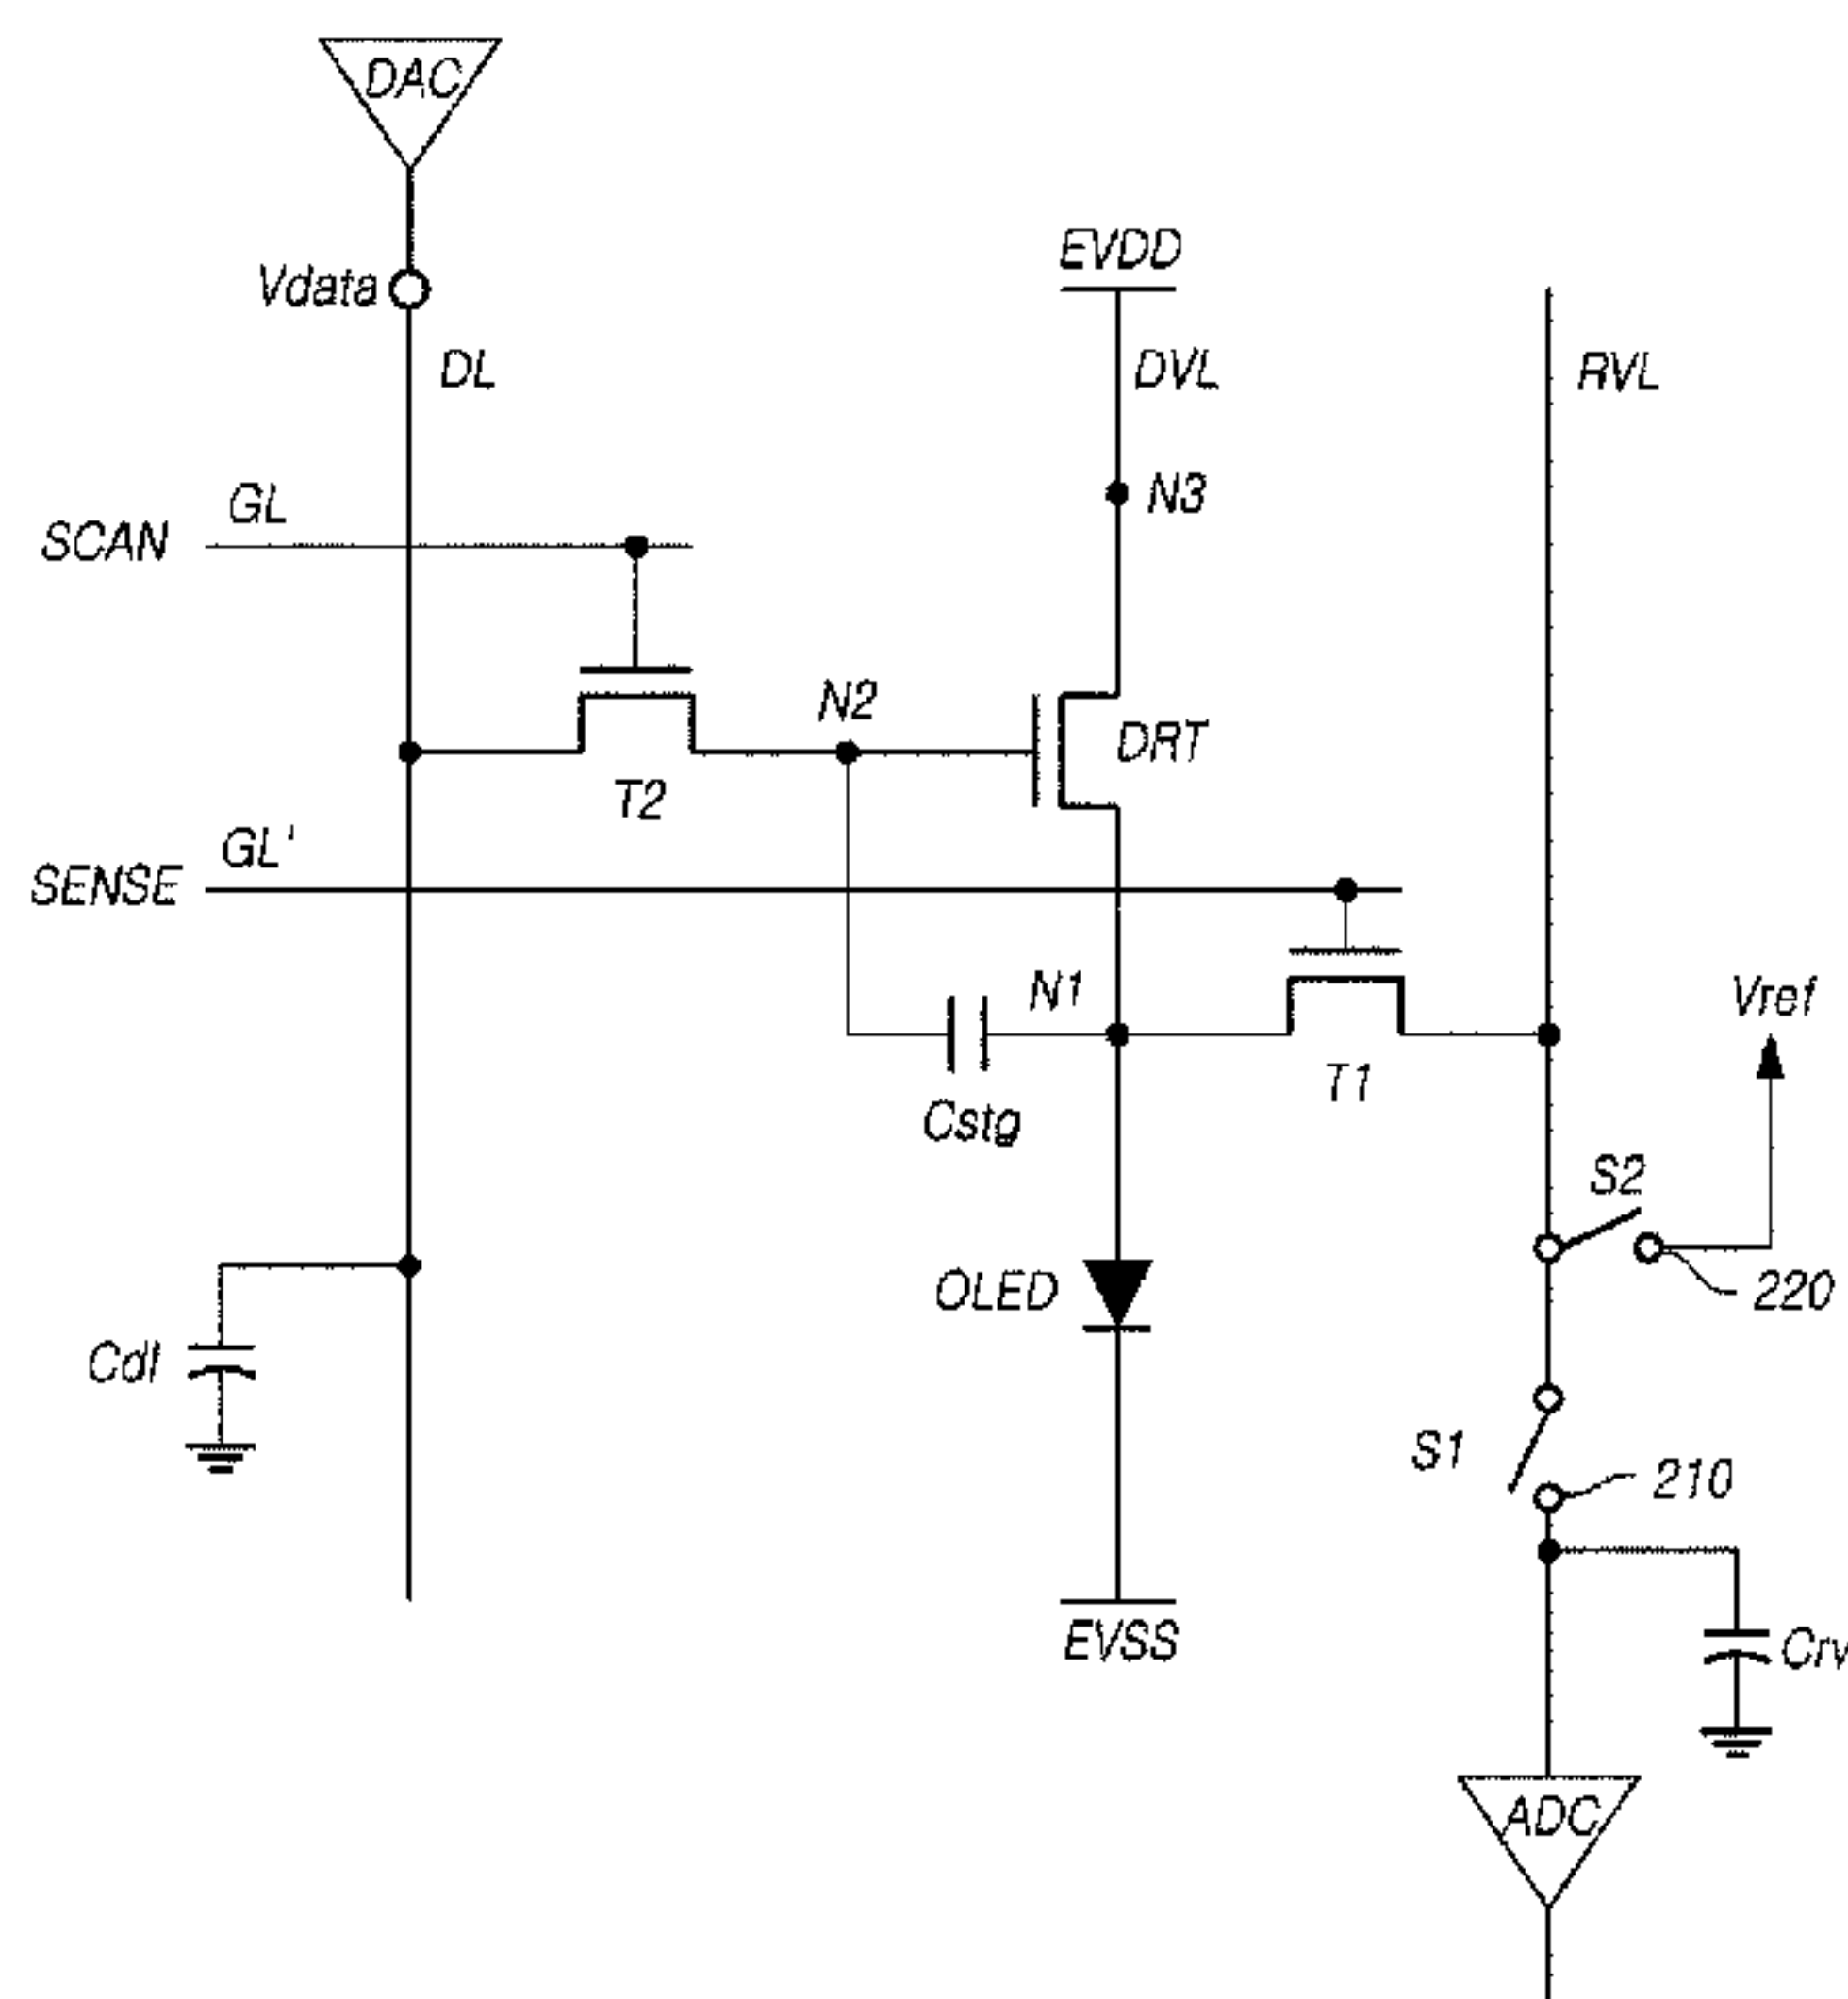 DAC
EVDD
Vdata
DL
DVL
RVL
GL
N3
SCAN
N2
DRT
T2
GL'
SENSE
N1
Vref
T1
Cstg
S2
OLED
220
Cdl
S1
210
EVSS
Crv
ADC